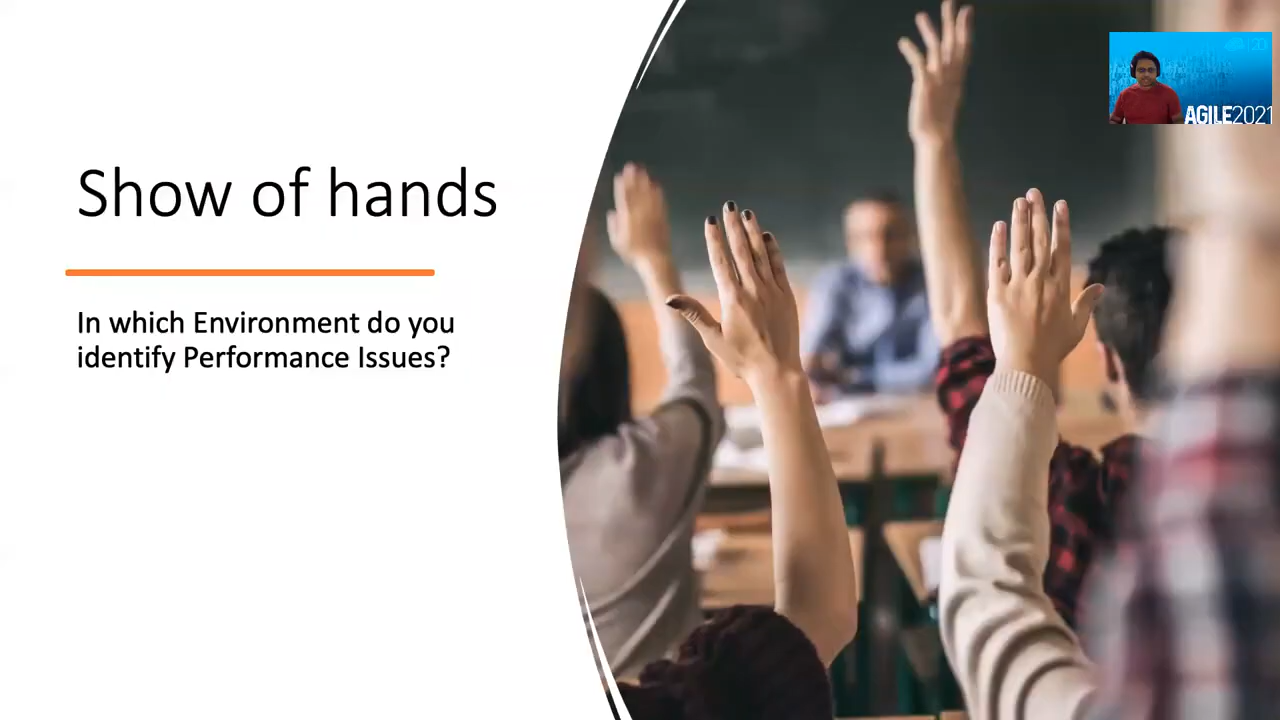 Show of hands
In which Environment do you
identify Performance Issues?
AGILE2021